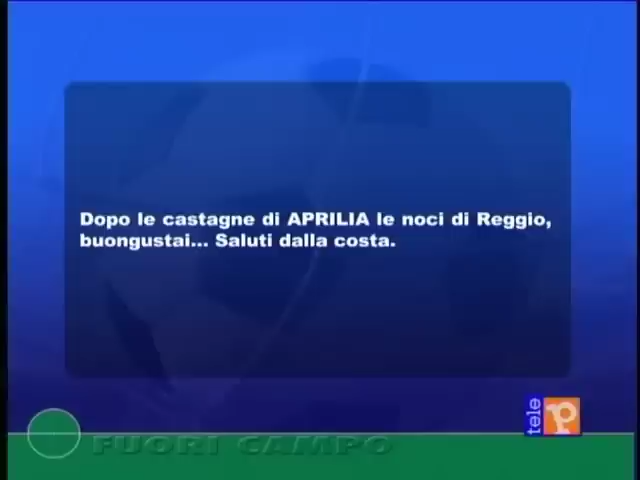 Dopo le castagne di APRILIA le noci di Reggio,
buongustai... Saluti dalla costa.
tele p
FUORI CAMPO